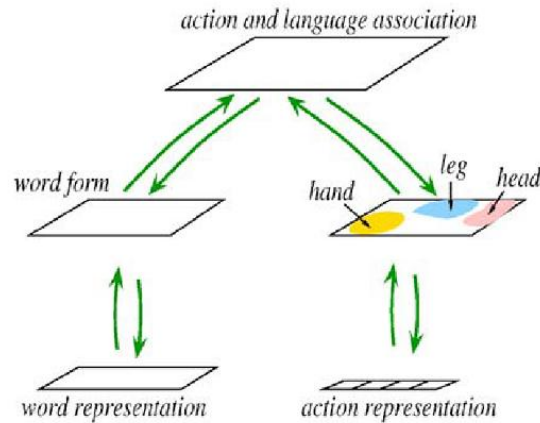 action and language association
word form
hand
leg
head
word representation
action representation